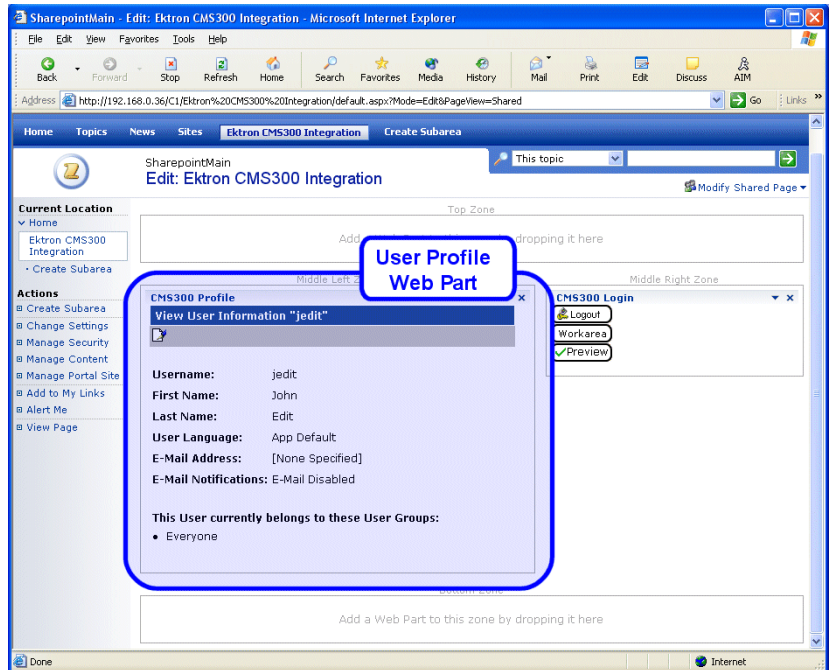 SharepointMain - Edit: Ektron CMS300 Integration - Microsoft Internet Explorer
File Edit View Favorites Tools Help
Back Forward Stop Refresh Home Search Favorites Media History Mail Print Edit Discuss AIM
Address http://192.168.0.36/C1/Ektron%20CMS300%20Integration/default.aspx?Mode=Edit&PageView=Shared Go Links »
Home Topics News Sites Ektron CMS300 Integration Create Subarea
SharepointMain
Edit: Ektron CMS300 Integration
This topic
Modify Shared Page
Current Location
Home
Ektron CMS300
Integration
Create Subarea
Actions
Create Subarea
Change Settings
Manage Security
Manage Content
Manage Portal Site
Add to My Links
Alert Me
View Page
Top Zone
Add dropping it here
User Profile
Web Part
Middle Left
CMS300 Profile
View User Information "jedit"
Username: jedit
First Name: John
Last Name: Edit
User Language: App Default
E-Mail Address: [None Specified]
E-Mail Notifications: E-Mail Disabled
This User currently belongs to these User Groups:
• Everyone
Middle Right Zone
CMS300 Login
Logout
Workarea
Preview
Bottom Zone
Add a Web Part to this zone by dropping it here
Done
Internet